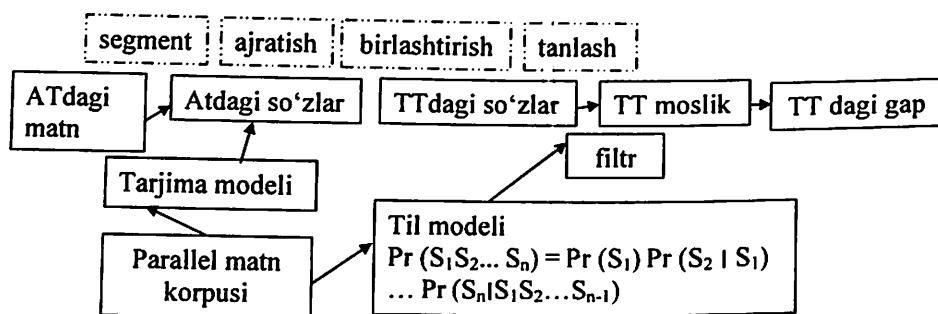 segment ajratish birlashtirish tanlash
ATdagi
matn
Atdagi so‘zlar
TTdagi so‘zlar
TT moslik
TT dagi gap
filtr
Tarjima modeli
Parallel matn
korpusi
Til modeli
Pr (S₁S₂... Sₙ) = Pr (S₁) Pr (S₂ | S₁)
... Pr (Sₙ|S₁S₂...Sₙ₋₁)